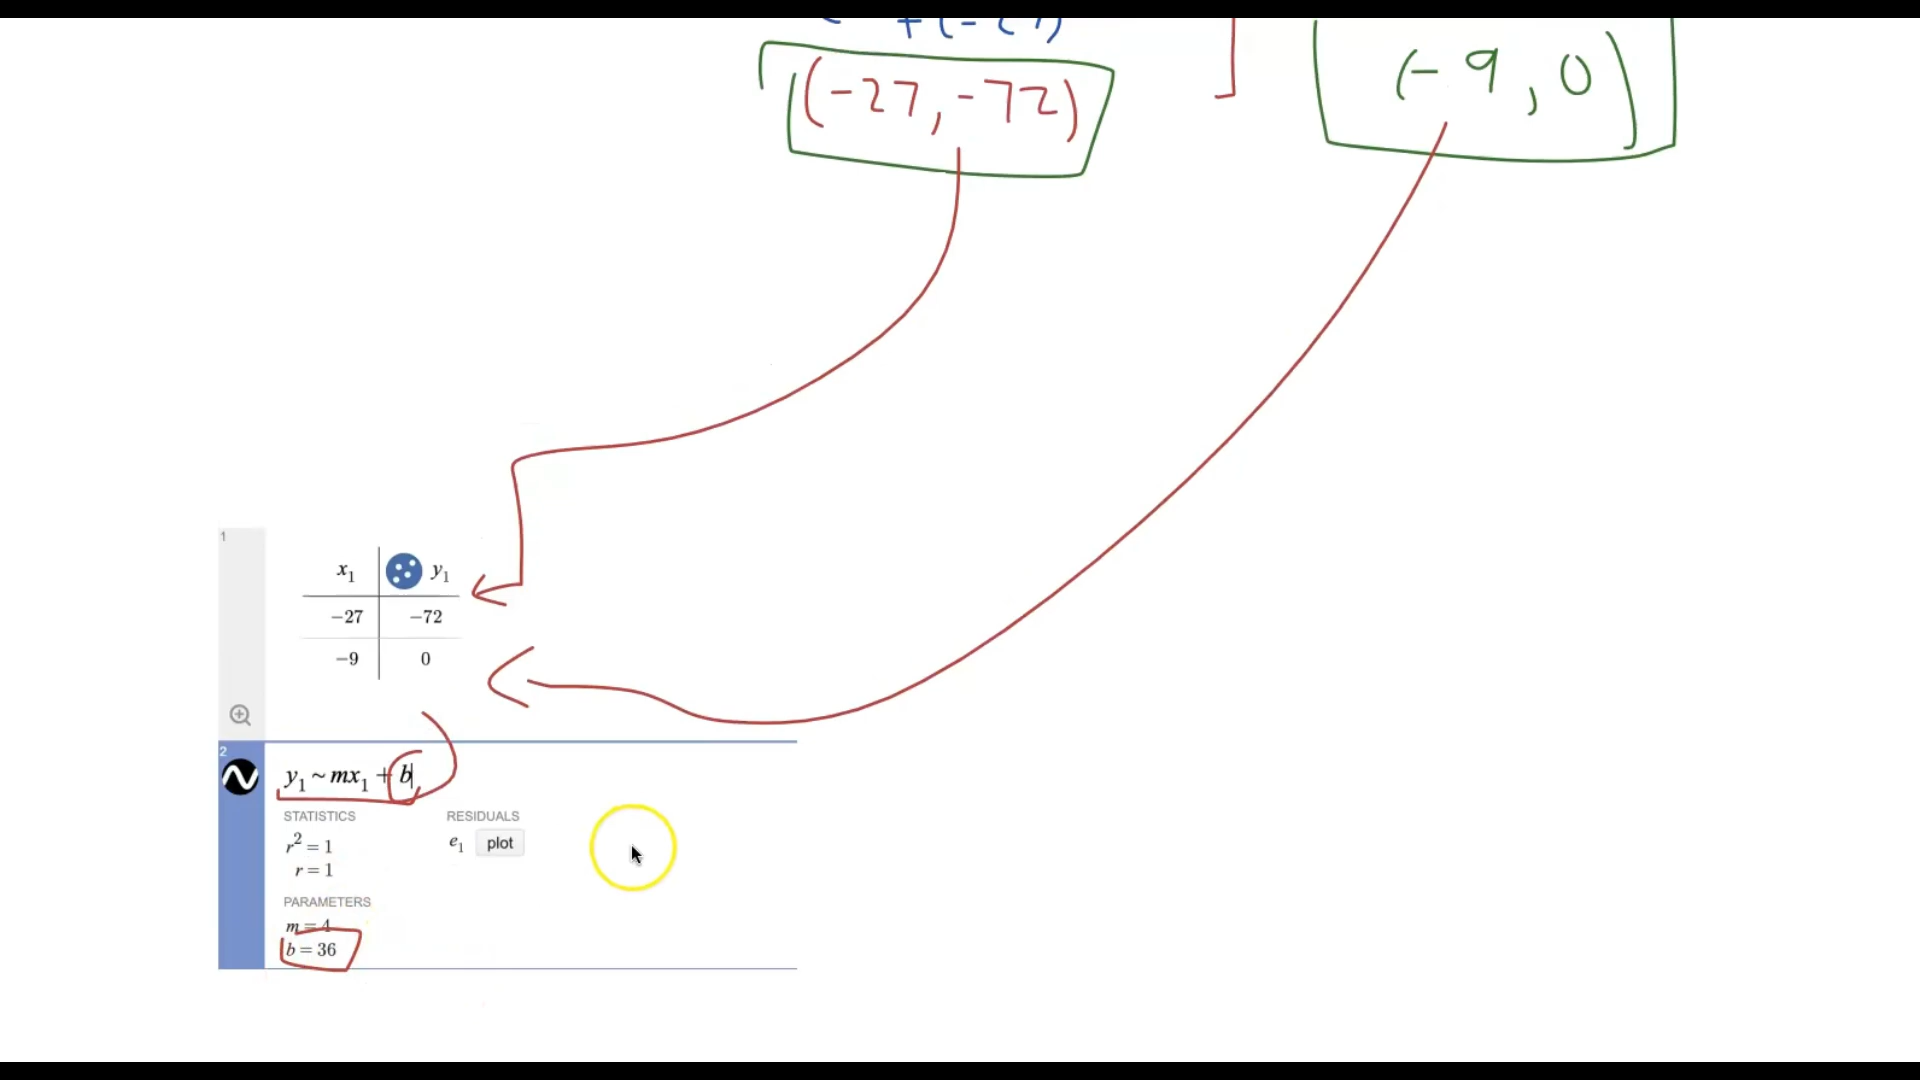 (-27, -72)
(-9, 0)
1
x₁ y₁
−27 −72
−9 0
2
y₁ ~ mx₁ + b
STATISTICS RESIDUALS
r² = 1 e₁ plot
r = 1
PARAMETERS
m = 4
b = 36